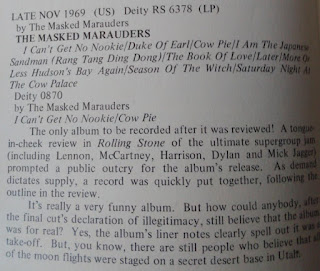 LATE NOV 1969 (US) Deity RS 6378 (LP)
by The Masked Marauders
THE MASKED MARAUDERS
I Can't Get No Nookie/Duke Of Earl/Cow Pie/I Am The Japanese
Sandman (Rang Tang Ding Dong)/The Book Of Love/Later/More Or
Less Hudson's Bay Again/Season Of The Witch/Saturday Night At
The Cow Palace
Deity 0870
by The Masked Marauders
I Can't Get No Nookie/Cow Pie
The only album to be recorded after it was reviewed! A tongue-
in-cheek review in Rolling Stone of the ultimate supergroup jam
(including Lennon, McCartney, Harrison, Dylan and Mick Jagger)
prompted a public outcry for the album's release. As demand
dictates supply, a record was quickly put together, following the
outline in the review.
It's really a very funny album. But how could anybody, after
the final cut's declaration of illegitimacy, still believe that the album
was for real? Yes, the album's liner notes clearly spell out it was a
take-off. But, you know, there are still people who believe that all
of the moon flights were staged on a secret desert base in Utah.